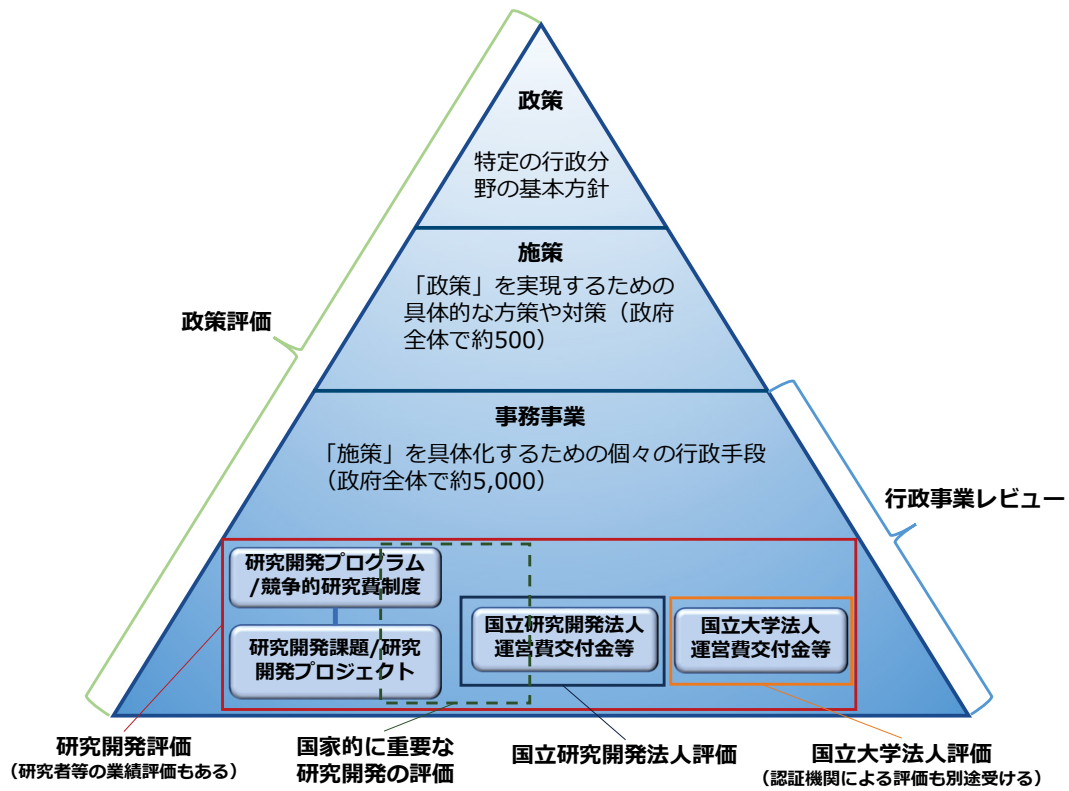 政策
特定の行政分
野の基本方針
施策
「政策」を実現するための
具体的な方策や対策（政府
全体で約500）
政策評価
事務事業
「施策」を具体化するための個々の行政手段
（政府全体で約5,000）
行政事業レビュー
研究開発プログラム
/競争的研究費制度
研究開発課題/研究
開発プロジェクト
国立研究開発法人
運営費交付金等
国立大学法人
運営費交付金等
研究開発評価
（研究者等の業績評価もある）
国家的に重要な
研究開発の評価
国立研究開発法人評価
国立大学法人評価
（認証機関による評価も別途受ける）